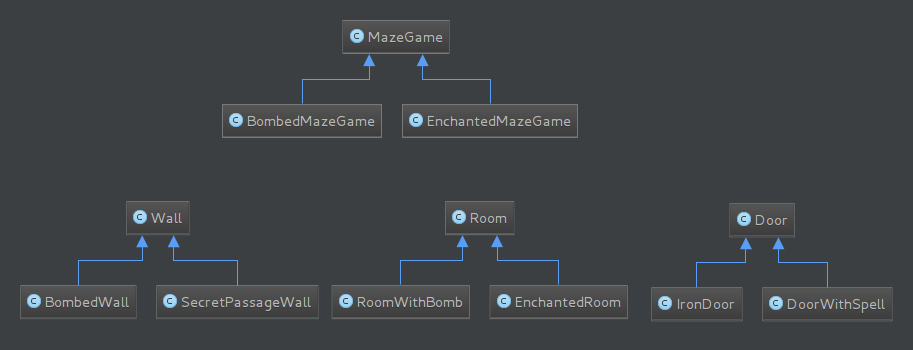 C MazeGame
C BombedMazeGame
C EnchantedMazeGame
C Wall
C Room
C Door
C BombedWall
C SecretPassageWall
C RoomWithBomb
C EnchantedRoom
C IronDoor
C DoorWithSpell